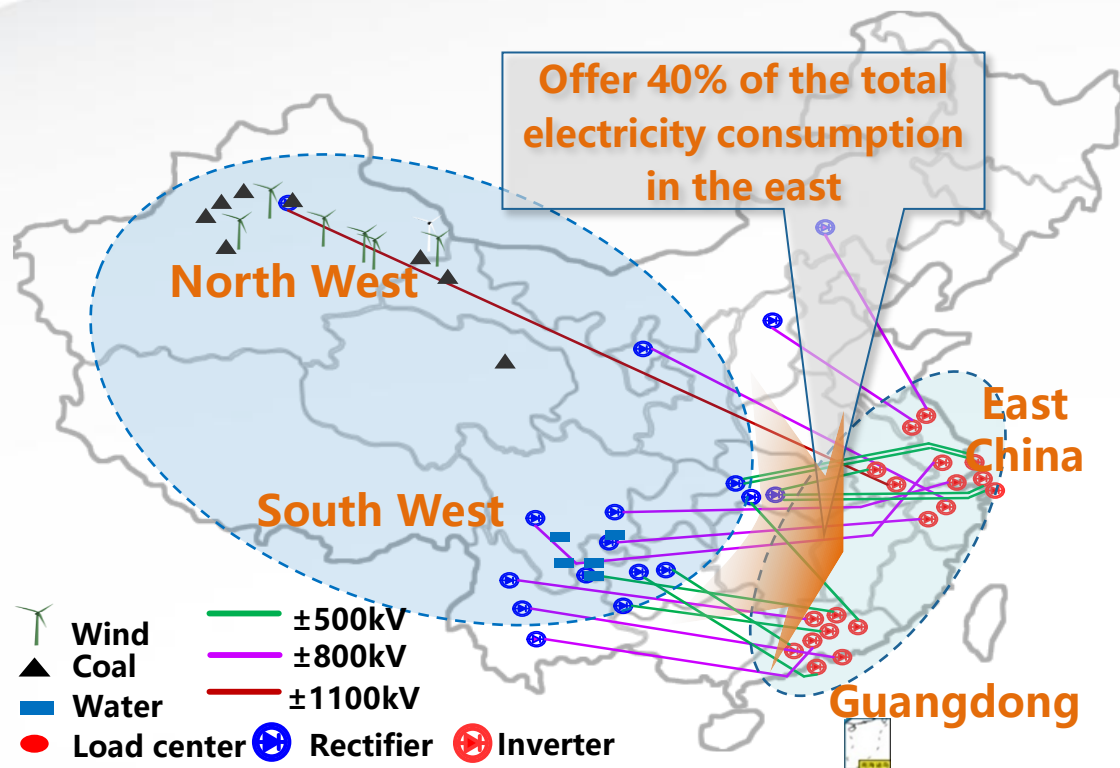 Offer 40% of the total
electricity consumption
in the east
North West
East
China
South West
Guangdong
Wind
Coal
Water
Load center
±500kV
±800kV
±1100kV
Rectifier
Inverter